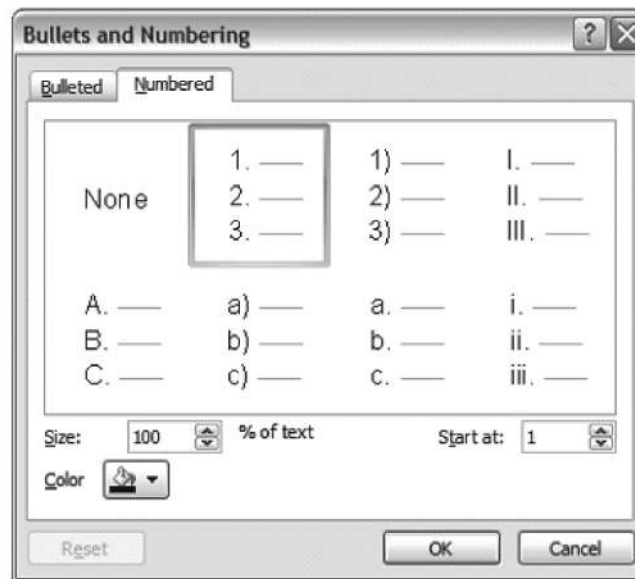 Bullets and Numbering
?
Bulleted Numbered
None
1.
2.
3.
1)
2)
3)
I.
II.
III.
A.
B.
C.
a)
b)
c)
a.
b.
c.
i.
ii.
iii.
Size: 100 % of text Start at: 1
Color
Reset OK Cancel